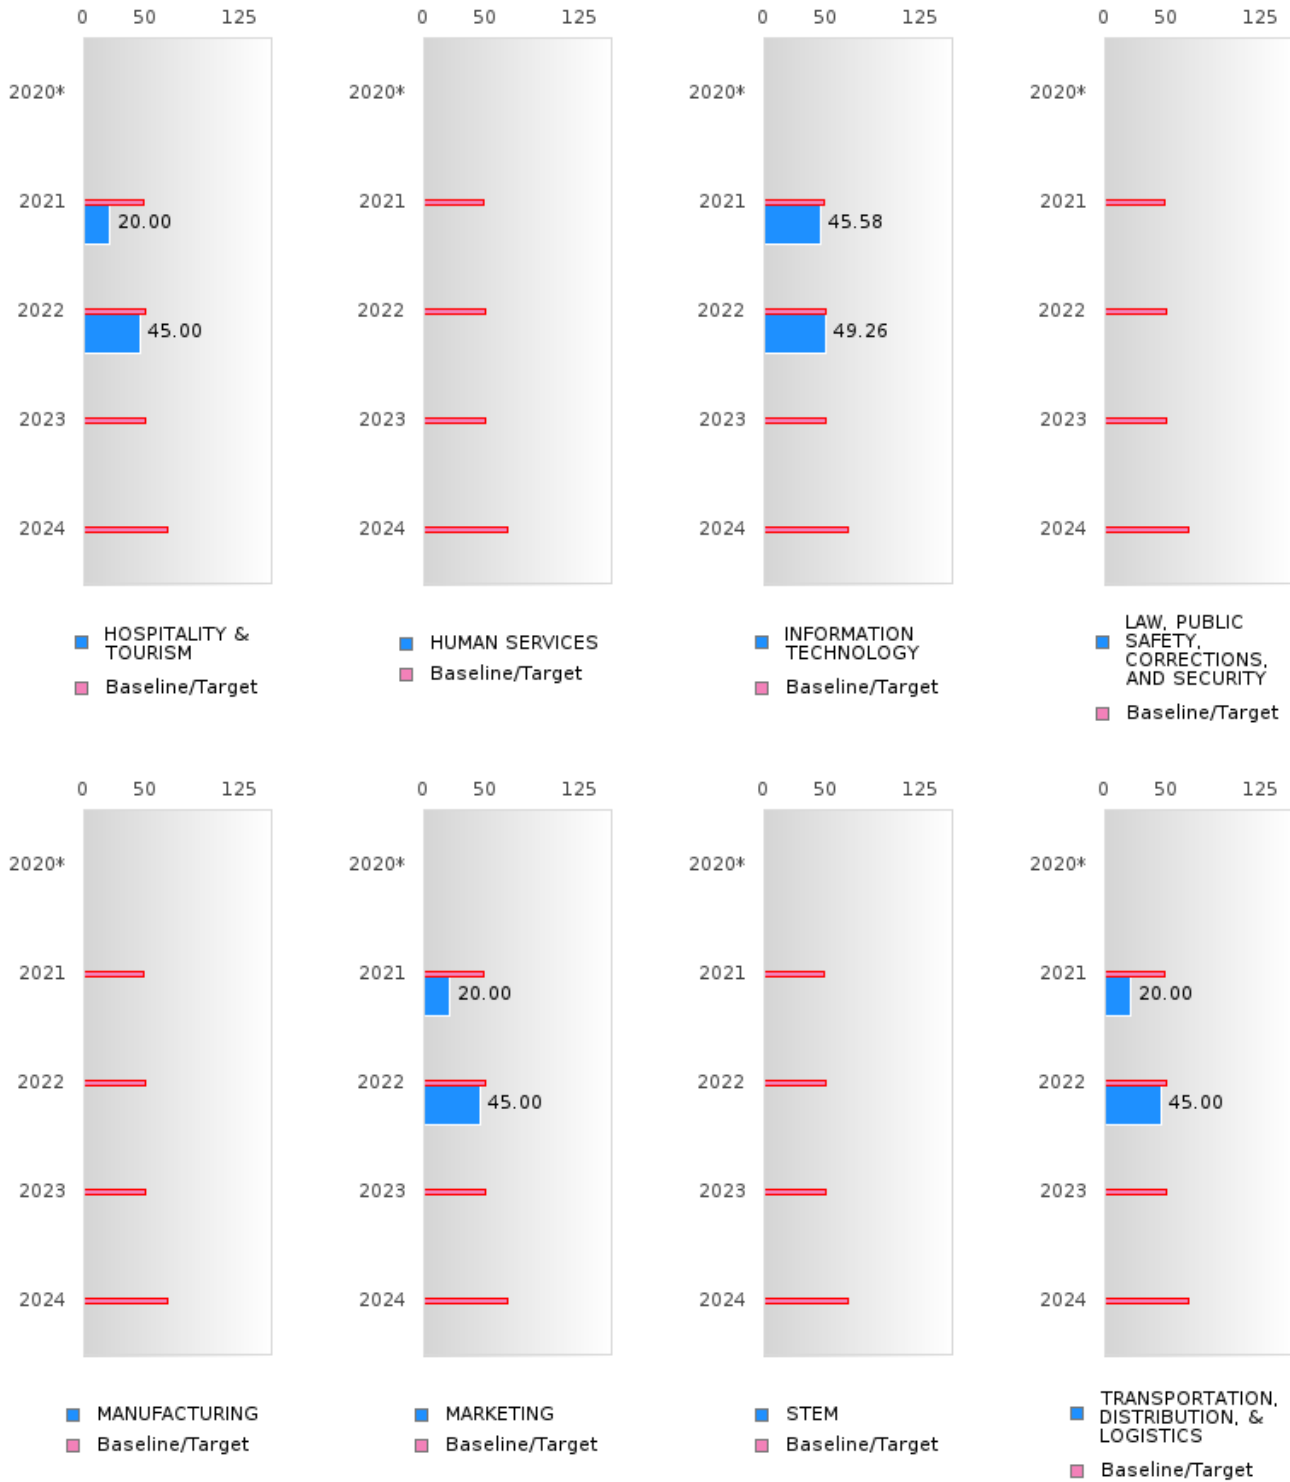 0 50 125
2020*
2021
20.00
2022
45.00
2023
2024
HOSPITALITY &
TOURISM
Baseline/Target
0 50 125
2020*
2021
2022
2023
2024
HUMAN SERVICES
Baseline/Target
0 50 125
2020*
2021
45.58
2022
49.26
2023
2024
INFORMATION
TECHNOLOGY
Baseline/Target
0 50 125
2020*
2021
2022
2023
2024
LAW, PUBLIC
SAFETY,
CORRECTIONS,
AND SECURITY
Baseline/Target
0 50 125
2020*
2021
2022
2023
2024
MANUFACTURING
Baseline/Target
0 50 125
2020*
2021
20.00
2022
45.00
2023
2024
MARKETING
Baseline/Target
0 50 125
2020*
2021
2022
2023
2024
STEM
Baseline/Target
0 50 125
2020*
2021
20.00
2022
45.00
2023
2024
TRANSPORTATION,
DISTRIBUTION, &
LOGISTICS
Baseline/Target